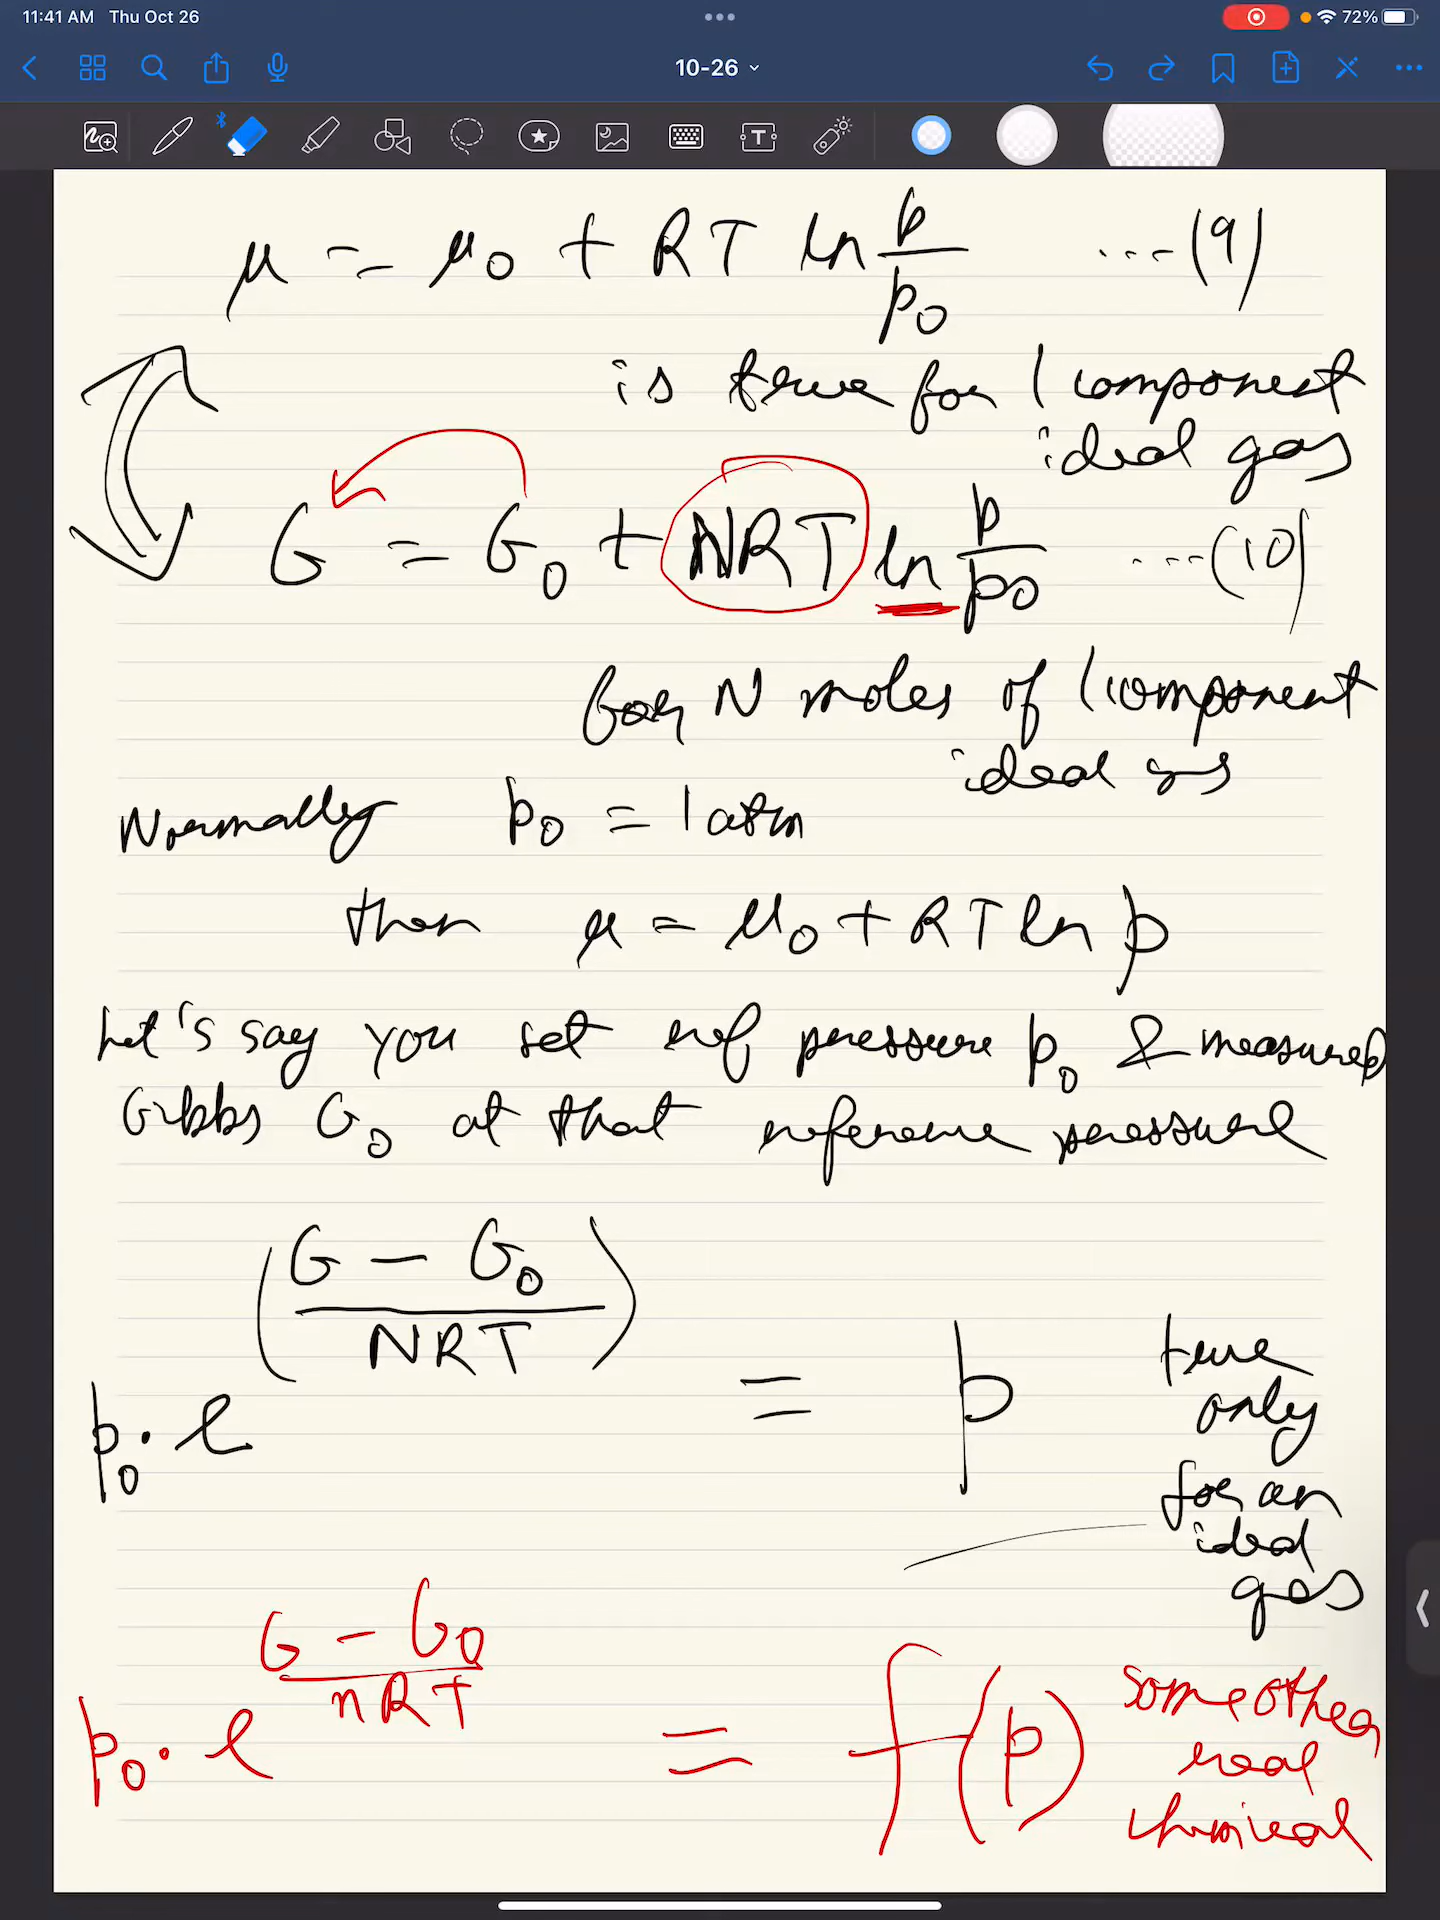 11:41 AM Thu Oct 26
72%
10-26
μ = μ₀ + RT ln p/p₀ ...(9)
is true for 1 component
ideal gas
G = G₀ + NRT ln p/p₀ ...(10)
for N moles of 1 component
ideal gas
Normally p₀ = 1 atm
then μ = μ₀ + RT ln p
Let's say you set ref pressure p₀ & measured
Gibbs G₀ at that reference pressure
p₀ · e^((G - G₀)/NRT) = p
true
only
for an
ideal
gas
p₀ · e^((G - G₀)/nRT) = f(p)
some other
real
chemical